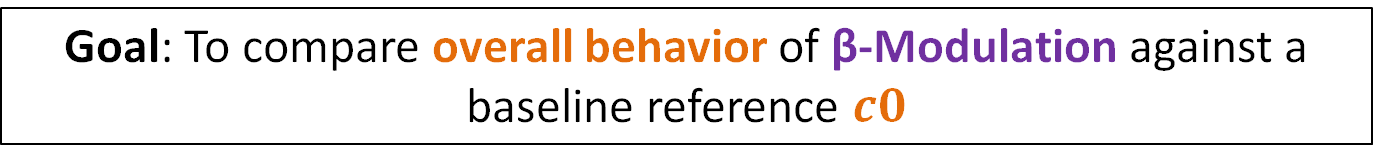 Goal: To compare overall behavior of β-Modulation against a
baseline reference c0